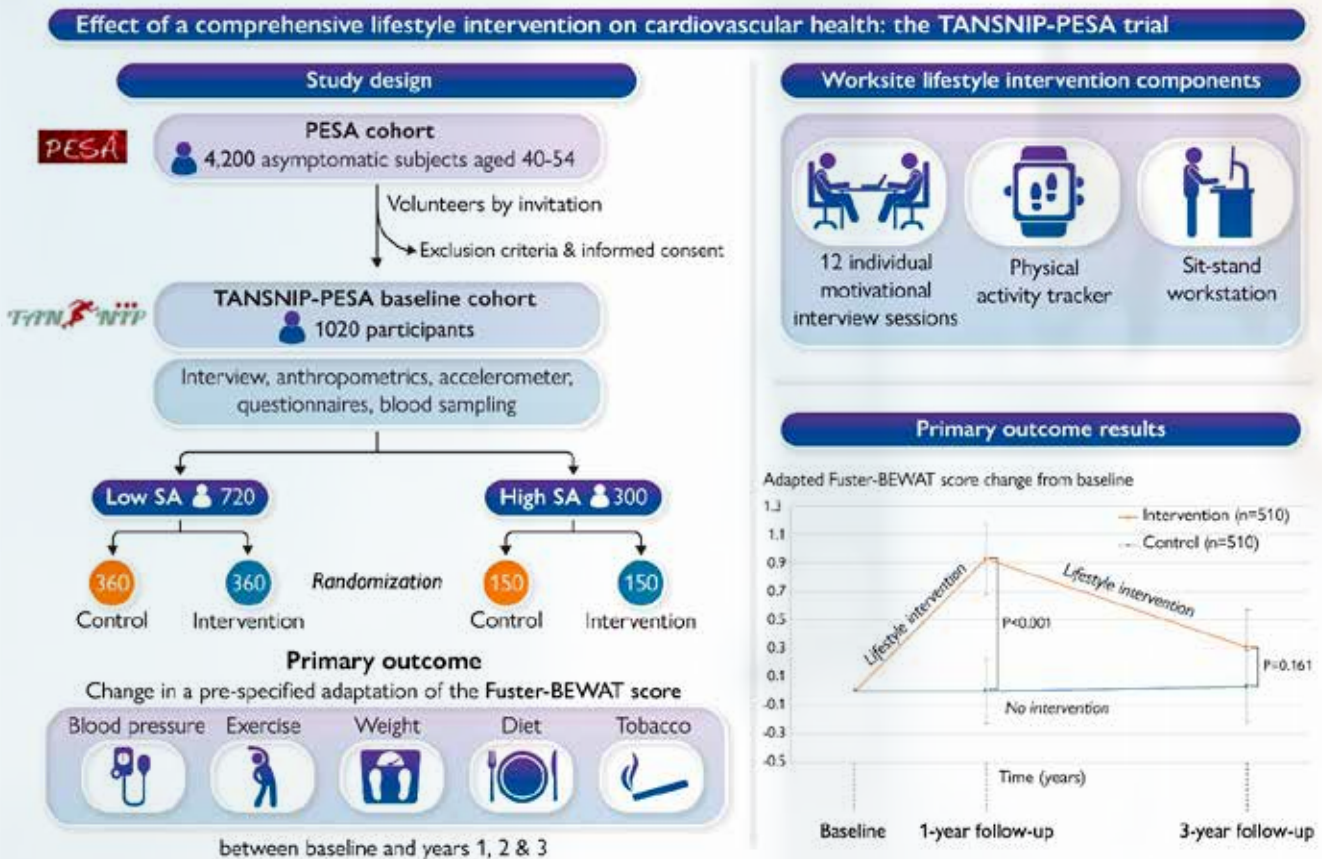 Effect of a comprehensive lifestyle intervention on cardiovascular health: the TANSNIP-PESA trial
Study design
PESA
PESA cohort
4,200 asymptomatic subjects aged 40-54
Volunteers by invitation
Exclusion criteria & informed consent
TANSNIP
TANSNIP-PESA baseline cohort
1020 participants
Interview, anthropometrics, accelerometer,
questionnaires, blood sampling
Low SA 720
High SA 300
360
360
Randomization
150
150
Control
Intervention
Control
Intervention
Primary outcome
Change in a pre-specified adaptation of the Fuster-BEWAT score
Blood pressure
Exercise
Weight
Diet
Tobacco
between baseline and years 1, 2 & 3
Worksite lifestyle intervention components
12 individual
motivational
interview sessions
Physical
activity tracker
Sit-stand
workstation
Primary outcome results
Adapted Fuster-BEWAT score change from baseline
1.3
1.1
0.9
0.7
0.5
0.3
0.1
-0.1
-0.3
-0.5
Intervention (n=510)
Control (n=510)
Lifestyle intervention
Lifestyle intervention
P<0.001
P=0.161
No intervention
Time (years)
Baseline
1-year follow-up
3-year follow-up